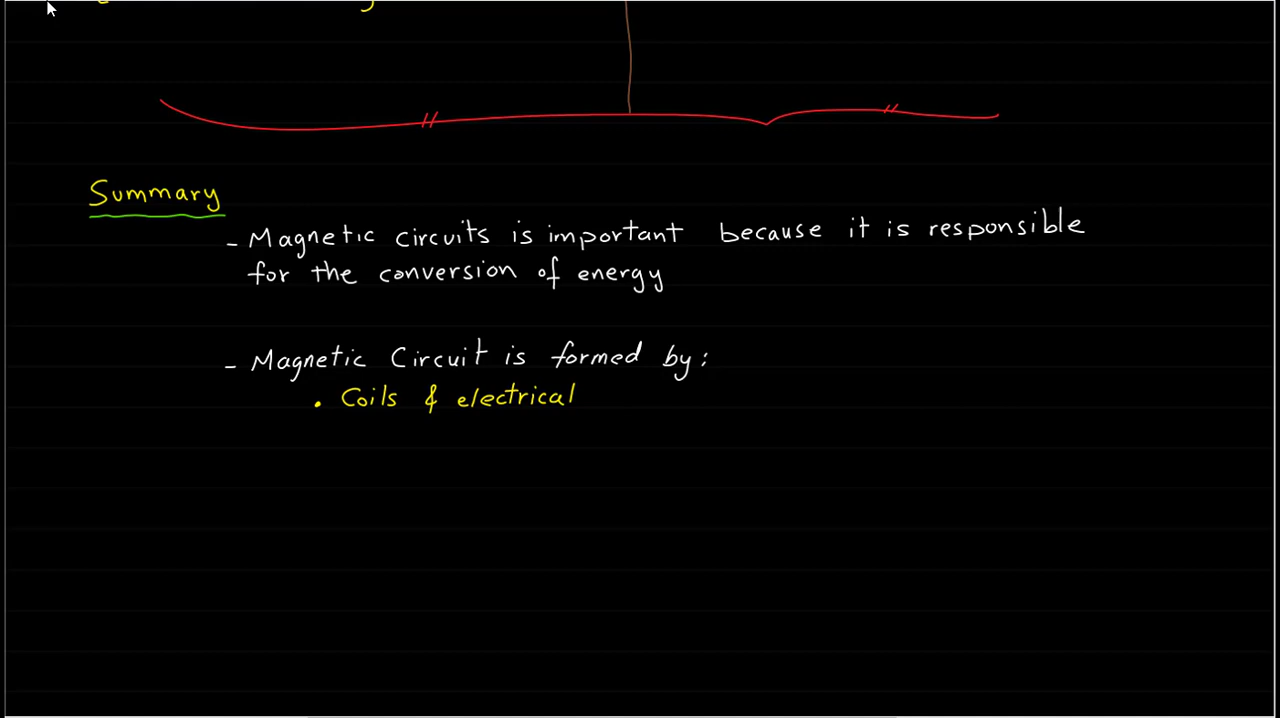 Summary
- Magnetic circuits is important because it is responsible
for the conversion of energy
- Magnetic Circuit is formed by:
• Coils & electrical